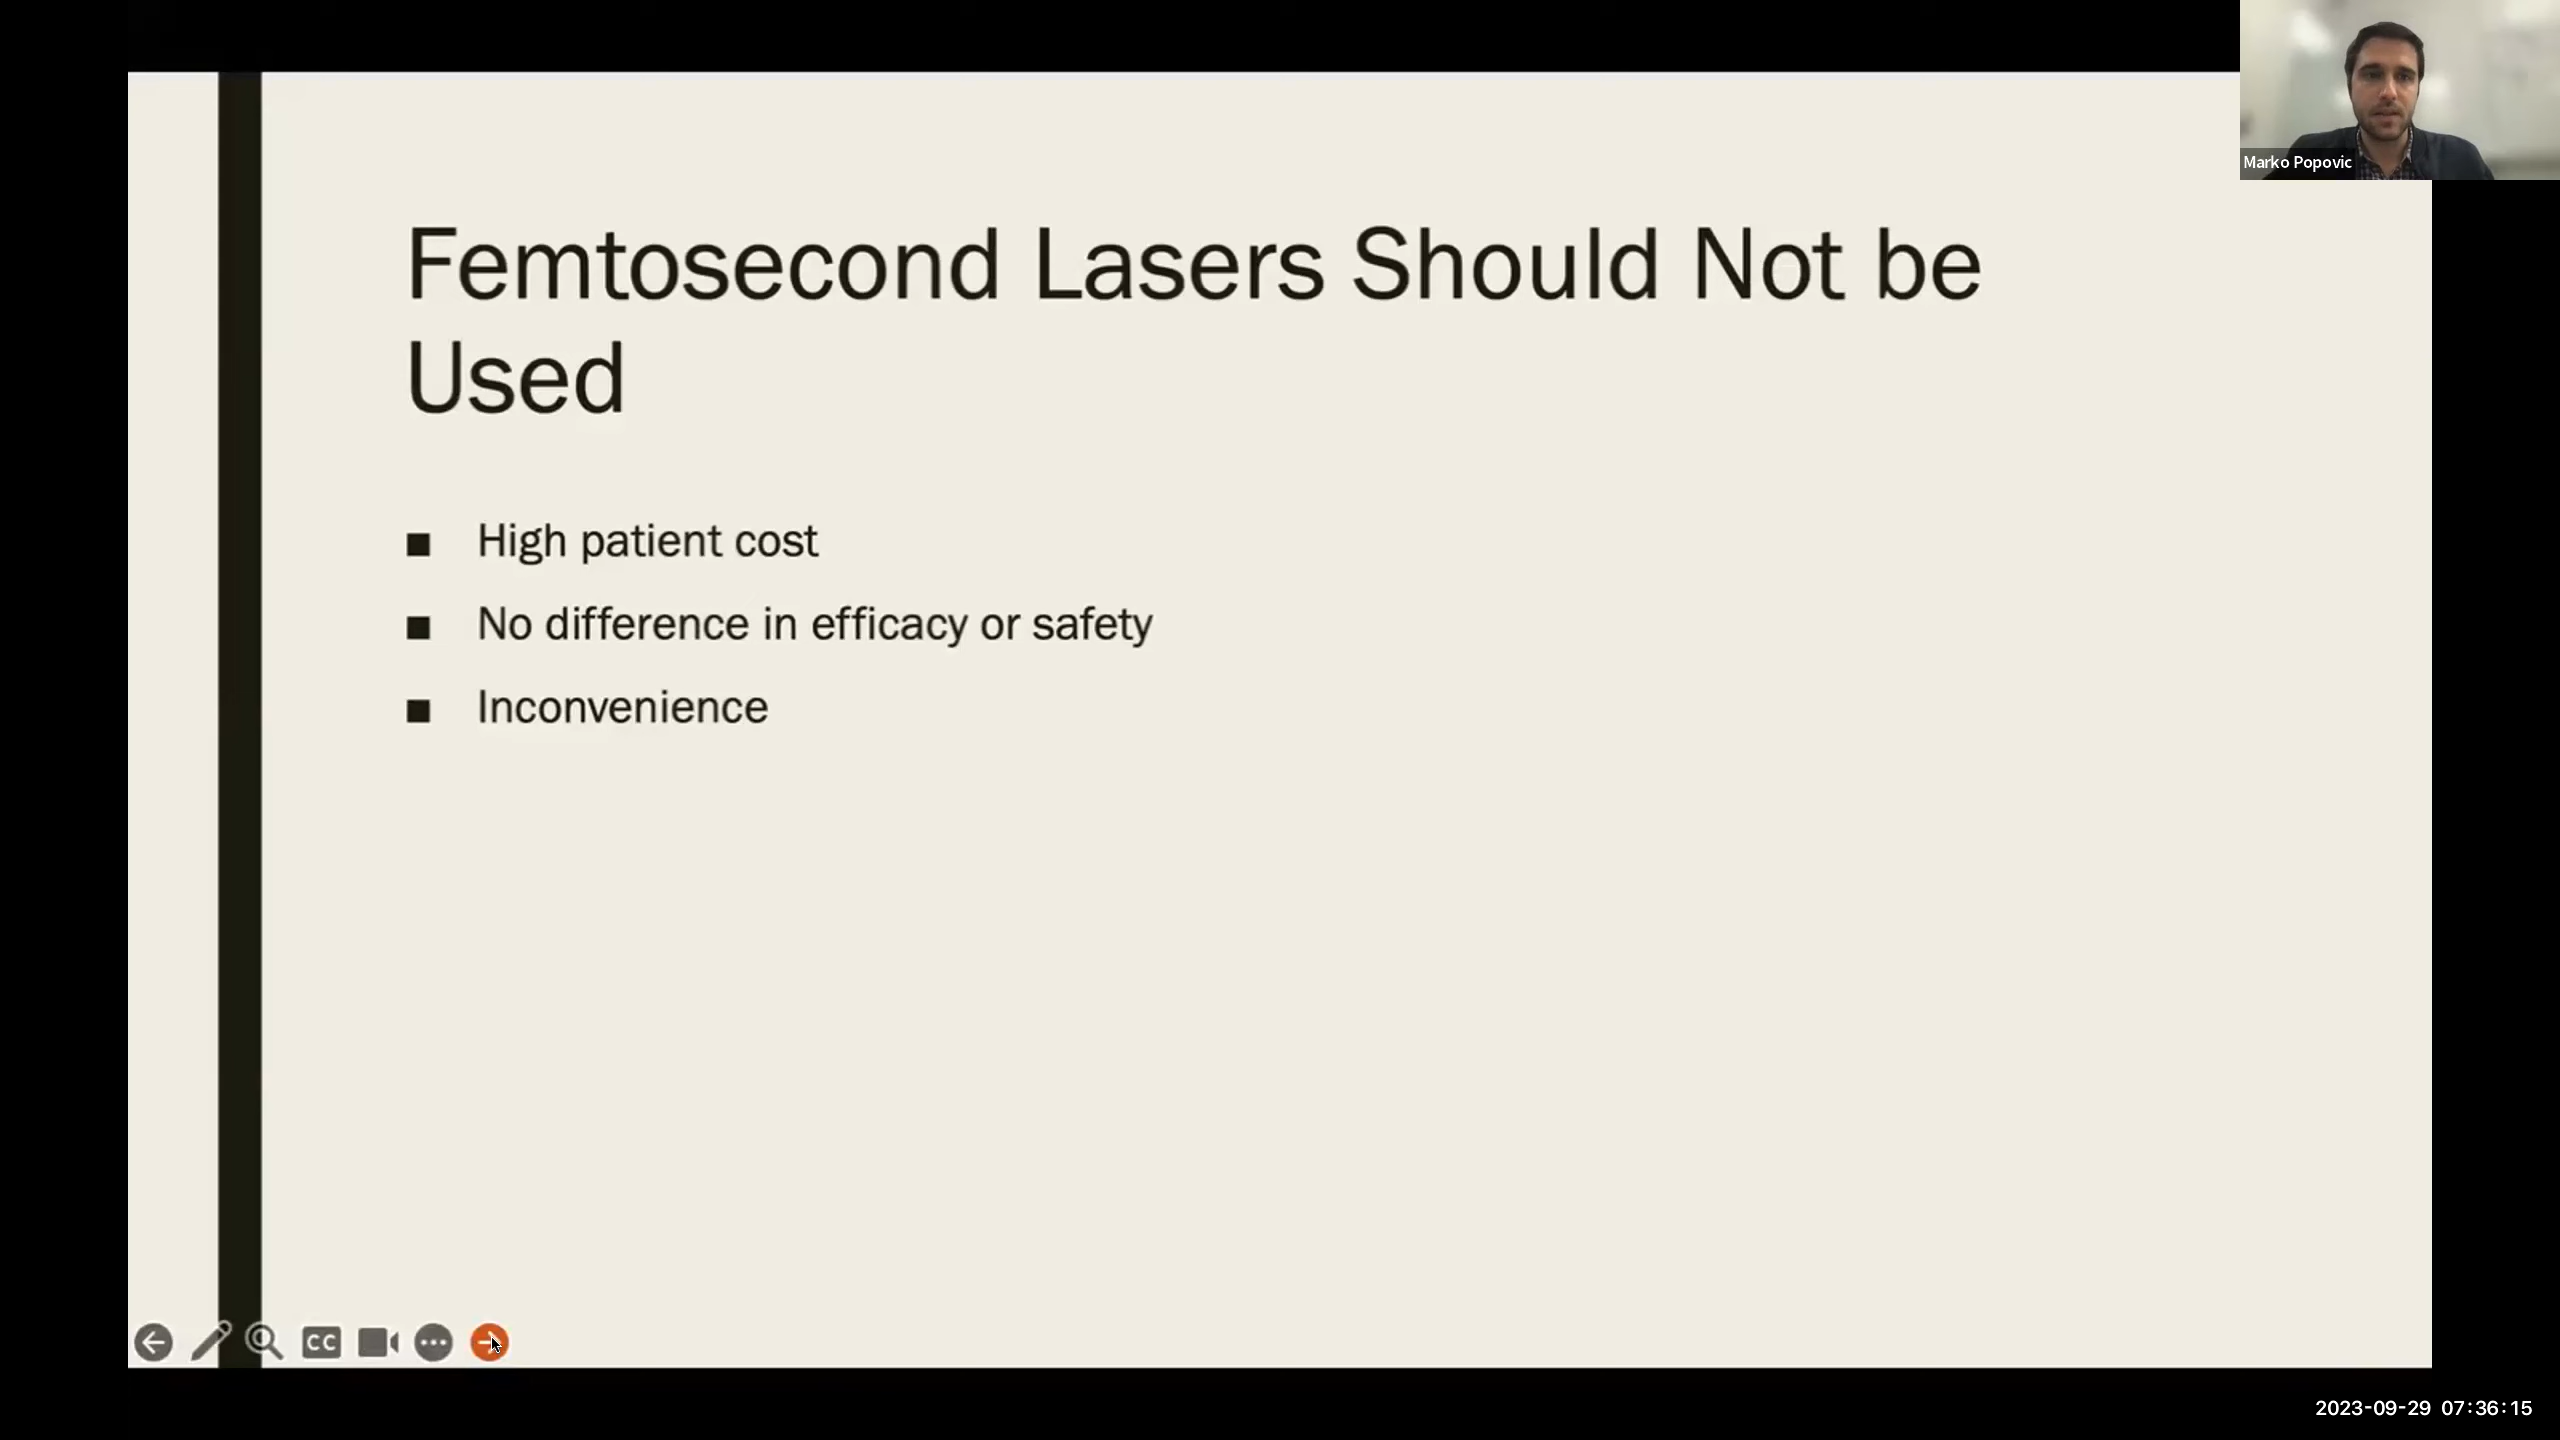 Marko Popovic
Femtosecond Lasers Should Not be
Used
■ High patient cost
■ No difference in efficacy or safety
■ Inconvenience
CC
2023-09-29 07:36:15